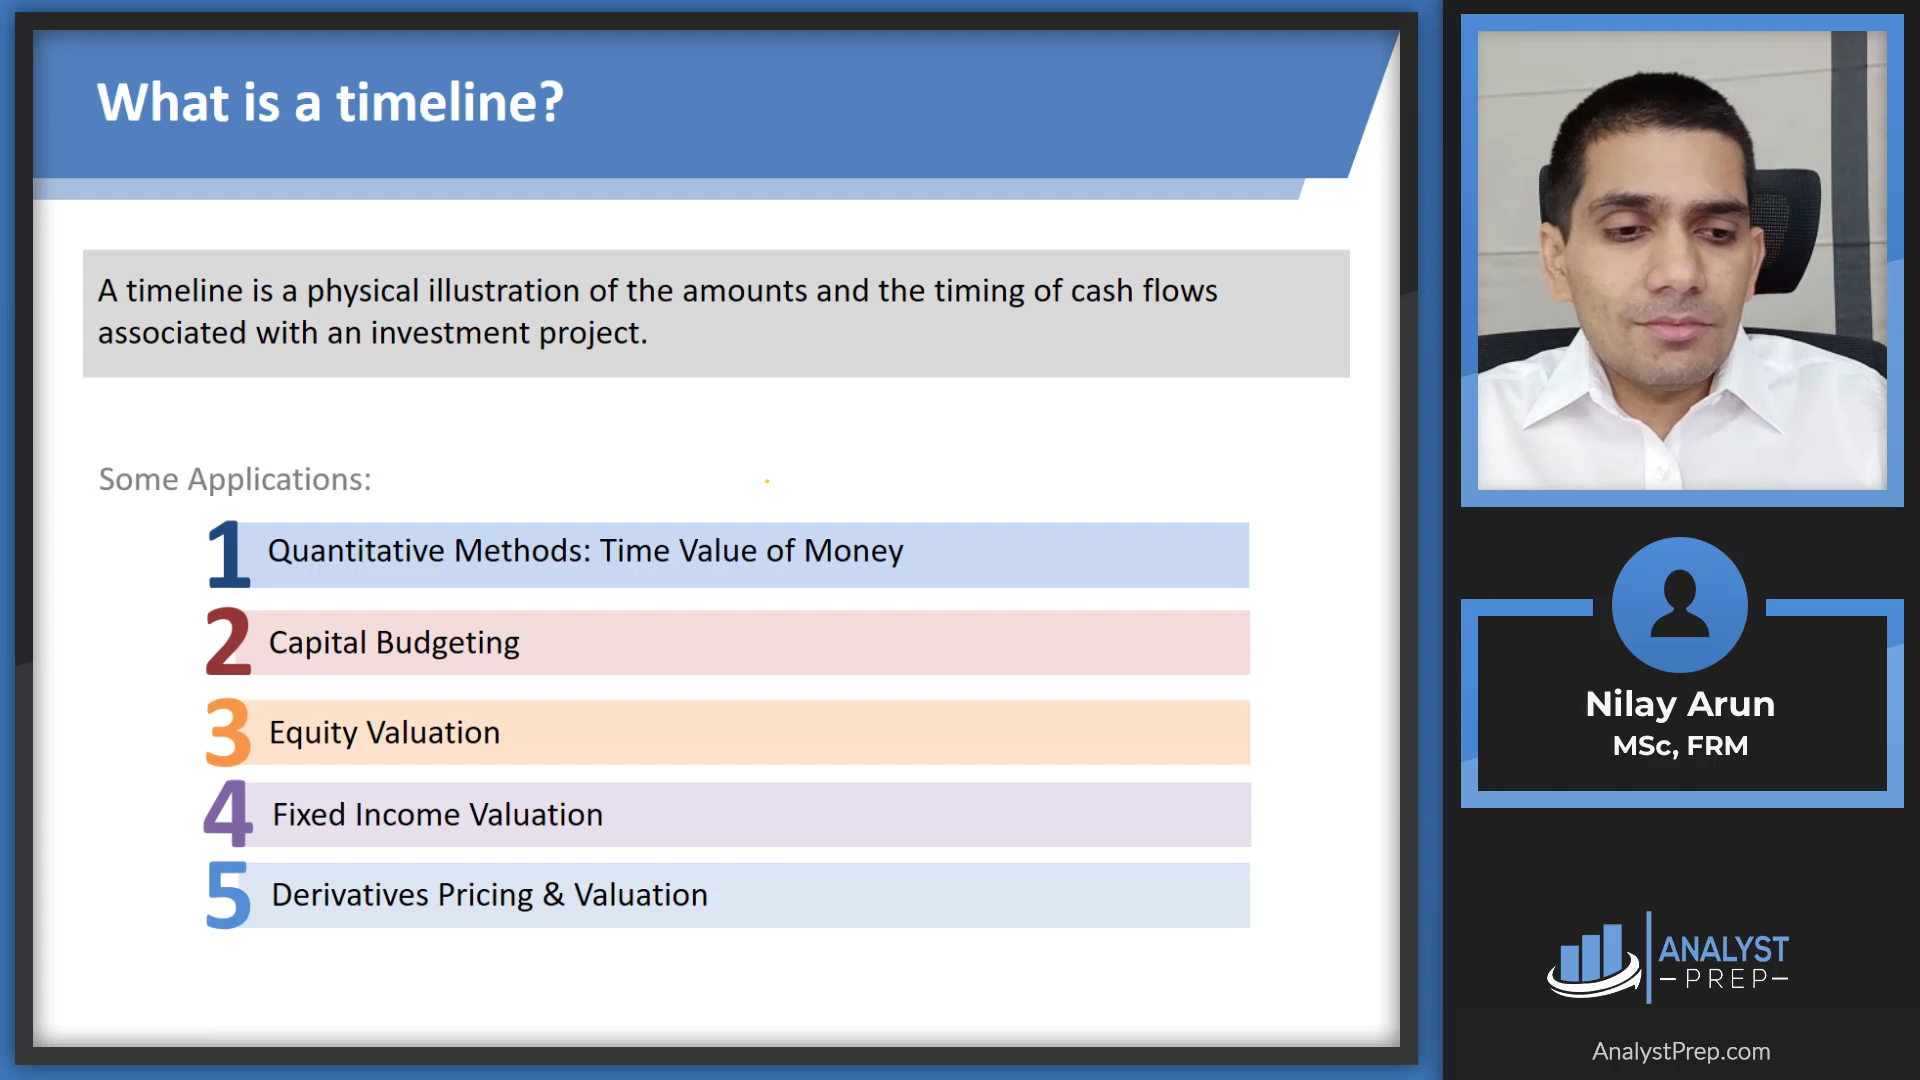 What is a timeline?
A timeline is a physical illustration of the amounts and the timing of cash flows
associated with an investment project.
Some Applications:
1 Quantitative Methods: Time Value of Money
2 Capital Budgeting
3 Equity Valuation
4 Fixed Income Valuation
5 Derivatives Pricing & Valuation
Nilay Arun
MSc, FRM
ANALYST
PREP
AnalystPrep.com